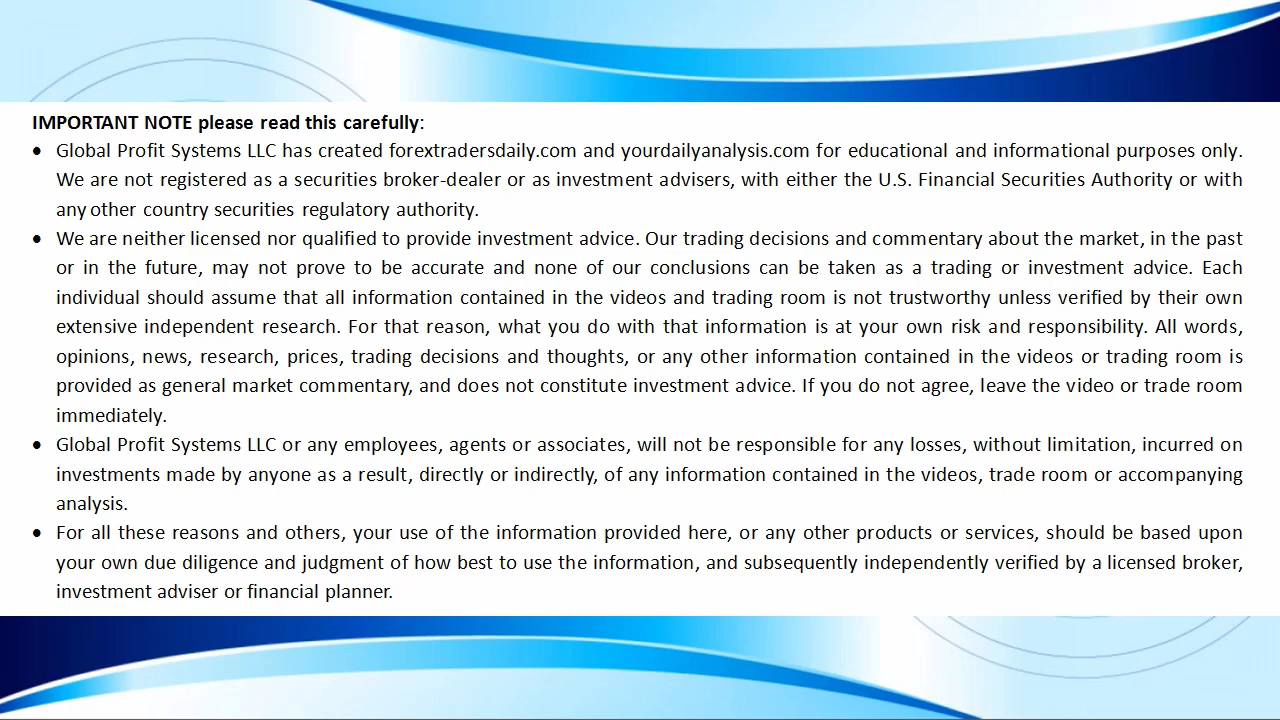 IMPORTANT NOTE please read this carefully:
• Global Profit Systems LLC has created forextradersdaily.com and yourdailyanalysis.com for educational and informational purposes only.
We are not registered as a securities broker-dealer or as investment advisers, with either the U.S. Financial Securities Authority or with
any other country securities regulatory authority.
• We are neither licensed nor qualified to provide investment advice. Our trading decisions and commentary about the market, in the past
or in the future, may not prove to be accurate and none of our conclusions can be taken as a trading or investment advice. Each
individual should assume that all information contained in the videos and trading room is not trustworthy unless verified by their own
extensive independent research. For that reason, what you do with that information is at your own risk and responsibility. All words,
opinions, news, research, prices, trading decisions and thoughts, or any other information contained in the videos or trading room is
provided as general market commentary, and does not constitute investment advice. If you do not agree, leave the video or trade room
immediately.
• Global Profit Systems LLC or any employees, agents or associates, will not be responsible for any losses, without limitation, incurred on
investments made by anyone as a result, directly or indirectly, of any information contained in the videos, trade room or accompanying
analysis.
• For all these reasons and others, your use of the information provided here, or any other products or services, should be based upon
your own due diligence and judgment of how best to use the information, and subsequently independently verified by a licensed broker,
investment adviser or financial planner.